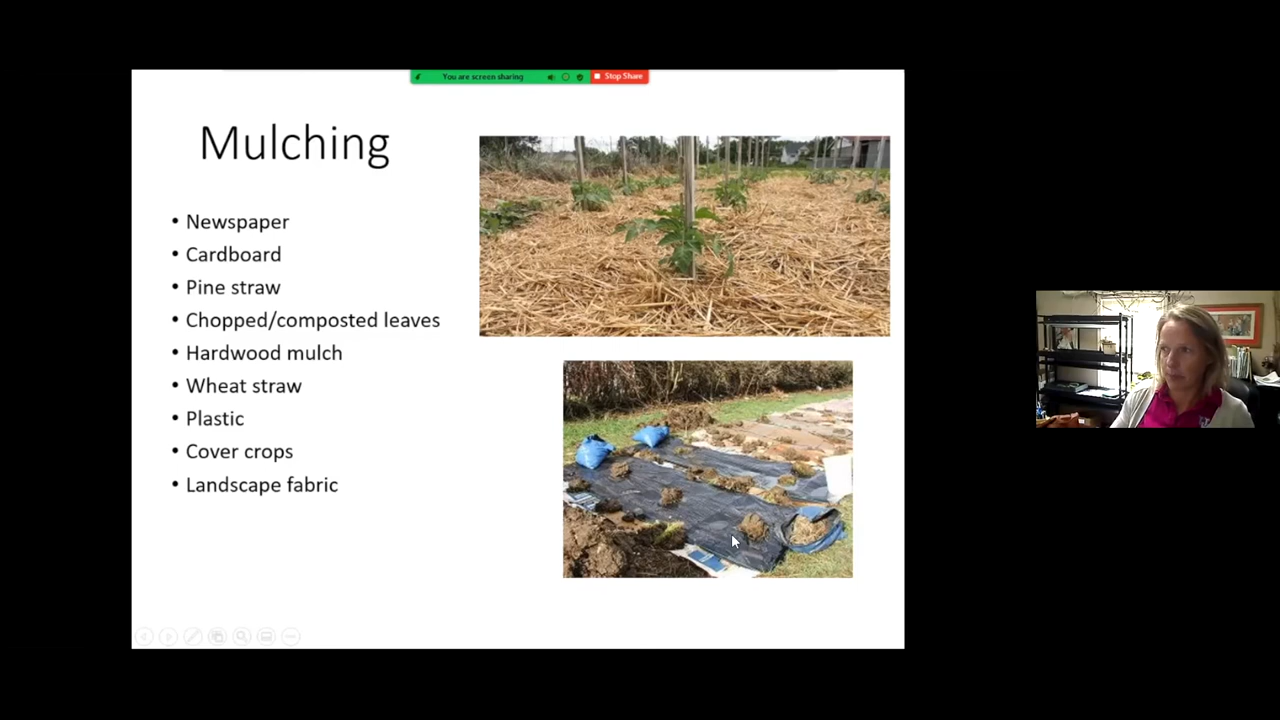 You are screen sharing
Stop Share
Mulching
• Newspaper
• Cardboard
• Pine straw
• Chopped/composted leaves
• Hardwood mulch
• Wheat straw
• Plastic
• Cover crops
• Landscape fabric